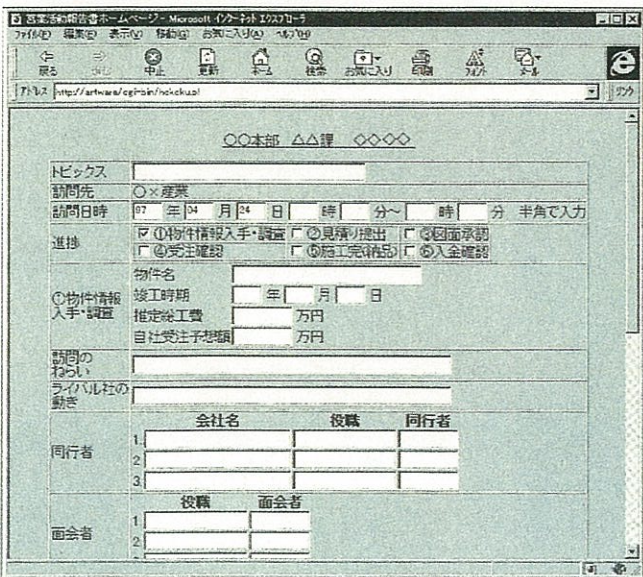 営業活動報告書ホームページ - Microsoft インターネット エクスプローラ
ファイル(F) 編集(E) 表示(V) 移動(G) お気に入り(A) ヘルプ(H)
戻る 中止 更新 ホーム 検索 お気に入り 印刷 フォント メール
アドレス http://artware/cgi-bin/hokoku.pl リンク
○○本部 △△課 ◇◇◇◇
トピックス
訪問先 ○×産業
訪問日時 97 年 04 月 24 日 時 分〜 時 分 半角で入力
進捗 ①物件情報入手・調査 ②見積り提出 ③図面承認
④受注確認 ⑤施工完(納品) ⑥入金確認
①物件情報入手・調査
物件名
竣工時期 年 月 日
推定総工費 万円
自社受注予想額 万円
訪問の
ねらい
ライバル社の
動き
会社名 役職 同行者
同行者
1.
2.
3.
役職 面会者
面会者
1.
2.